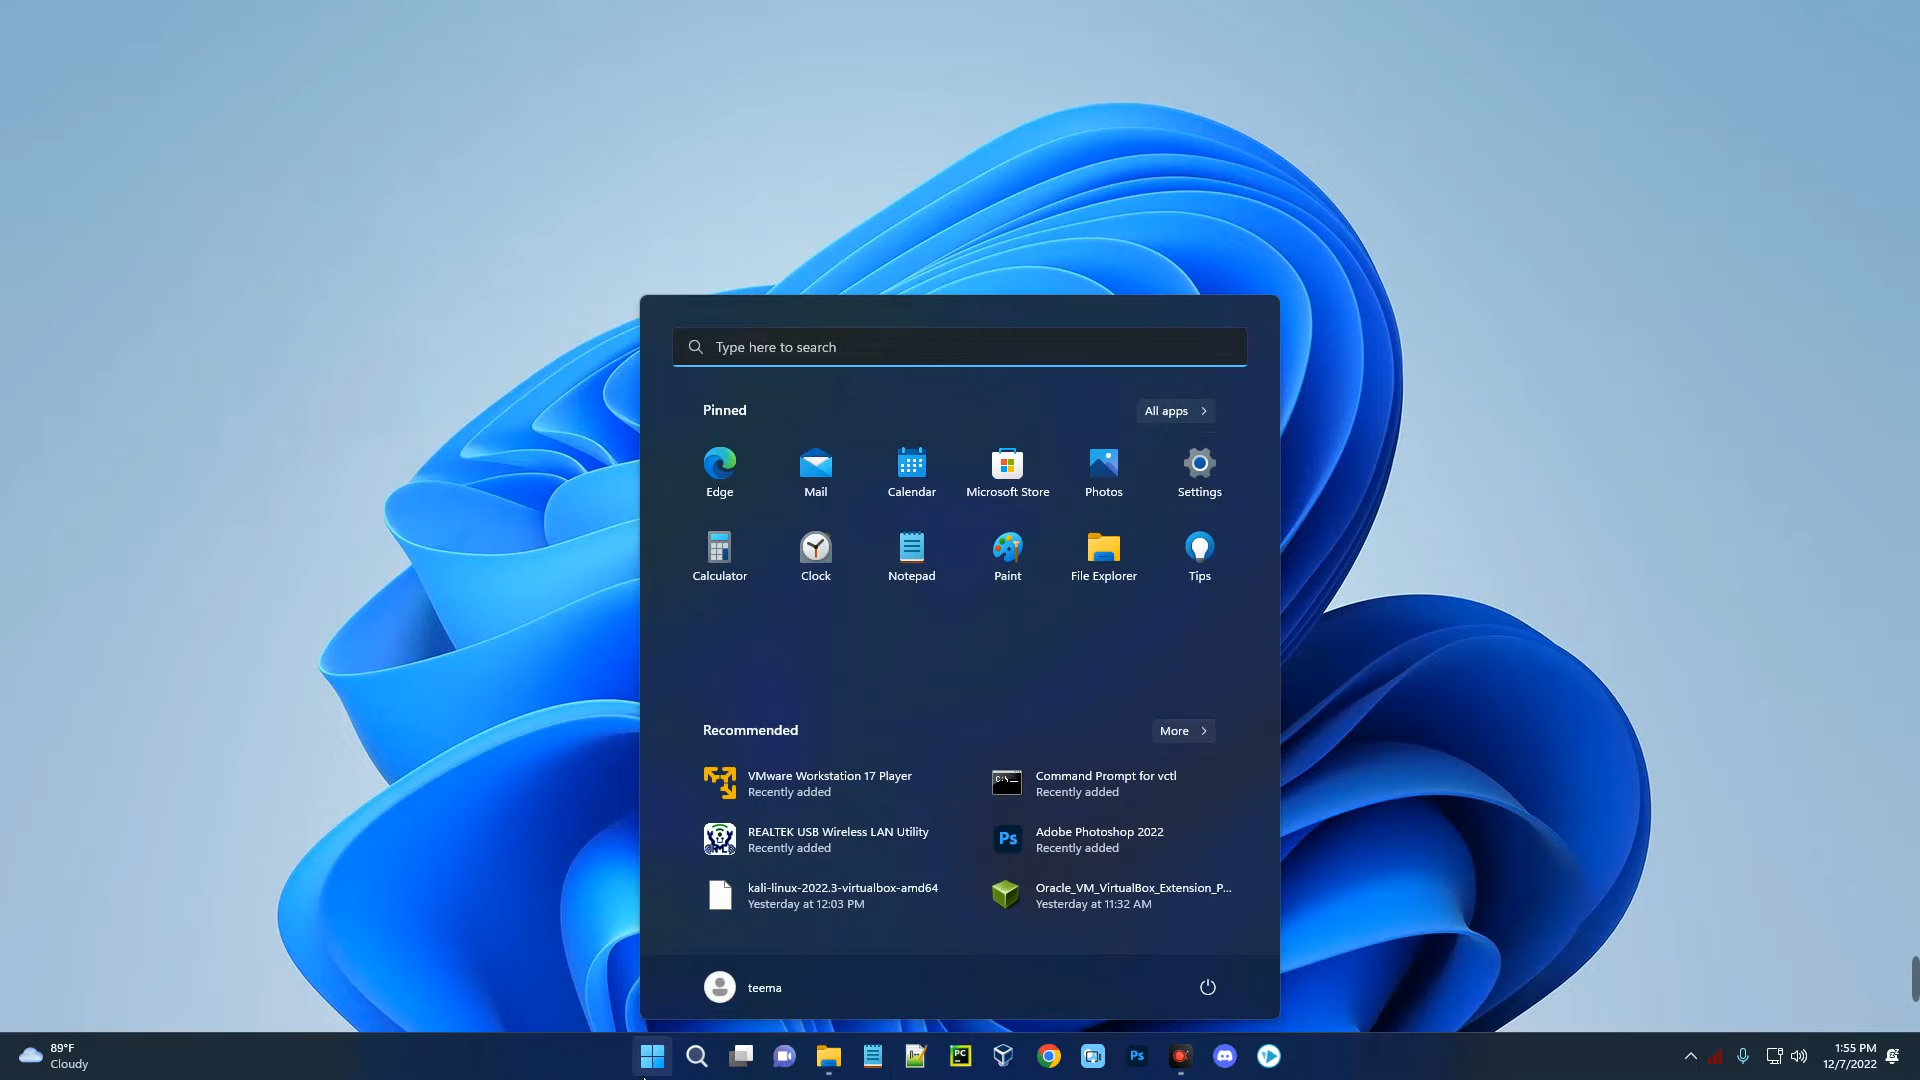 Type here to search
Pinned
All apps
Edge
Mail
Calendar
Microsoft Store
Photos
Settings
Calculator
Clock
Notepad
Paint
File Explorer
Tips
Recommended
More
VMware Workstation 17 Player
Recently added
Command Prompt for vctl
Recently added
REALTEK USB Wireless LAN Utility
Recently added
Ps
Adobe Photoshop 2022
Recently added
kali-linux-2022.3-virtualbox-amd64
Yesterday at 12:03 PM
Oracle_VM_VirtualBox_Extension_P...
Yesterday at 11:32 AM
teema
89°F
Cloudy
PC
Ps
1:55 PM
12/7/2022